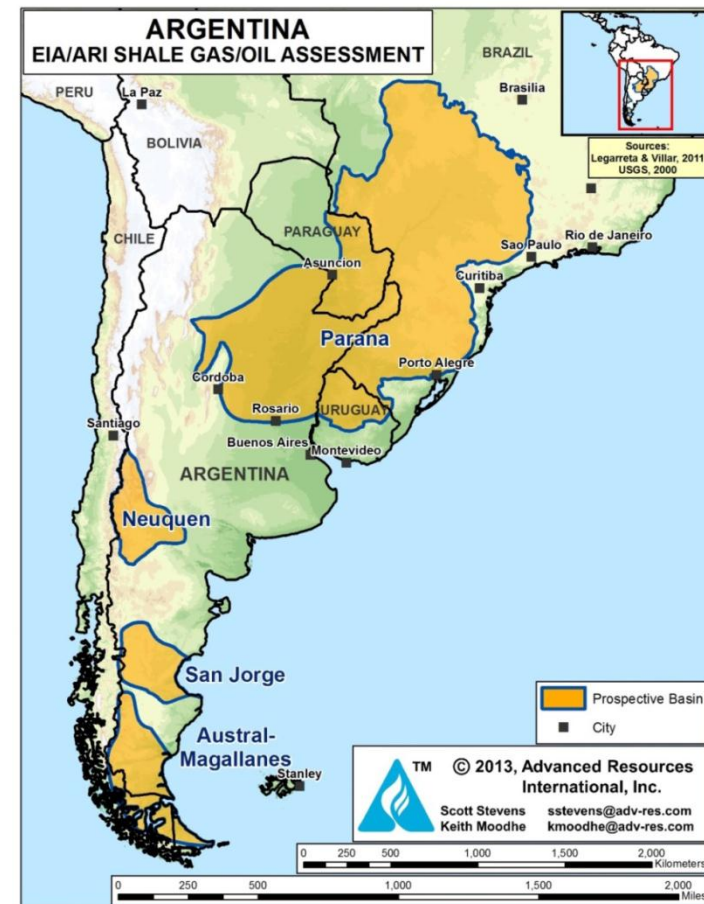 ARGENTINA
EIA/ARI SHALE GAS/OIL ASSESSMENT
BRAZIL
PERU
La Paz
Brasilia
BOLIVIA
Sources:
Legarreta & Villar, 2011
USGS, 2000
PARAGUAY
CHILE
Asuncion
Sao Paulo
Rio de Janeiro
Curitiba
Parana
Cordoba
Porto Alegre
Rosario
URUGUAY
Santiago
Buenos Aires
Montevideo
ARGENTINA
Neuquen
San Jorge
Prospective Basin
City
Austral-
Magallanes
Stanley
TM
© 2013, Advanced Resources
International, Inc.
Scott Stevens sstevens@adv-res.com
Keith Moodhe kmoodhe@adv-res.com
0 250 500 1,000 1,500 2,000
Kilometers
0 250 500 1,000 1,500 2,000
Miles